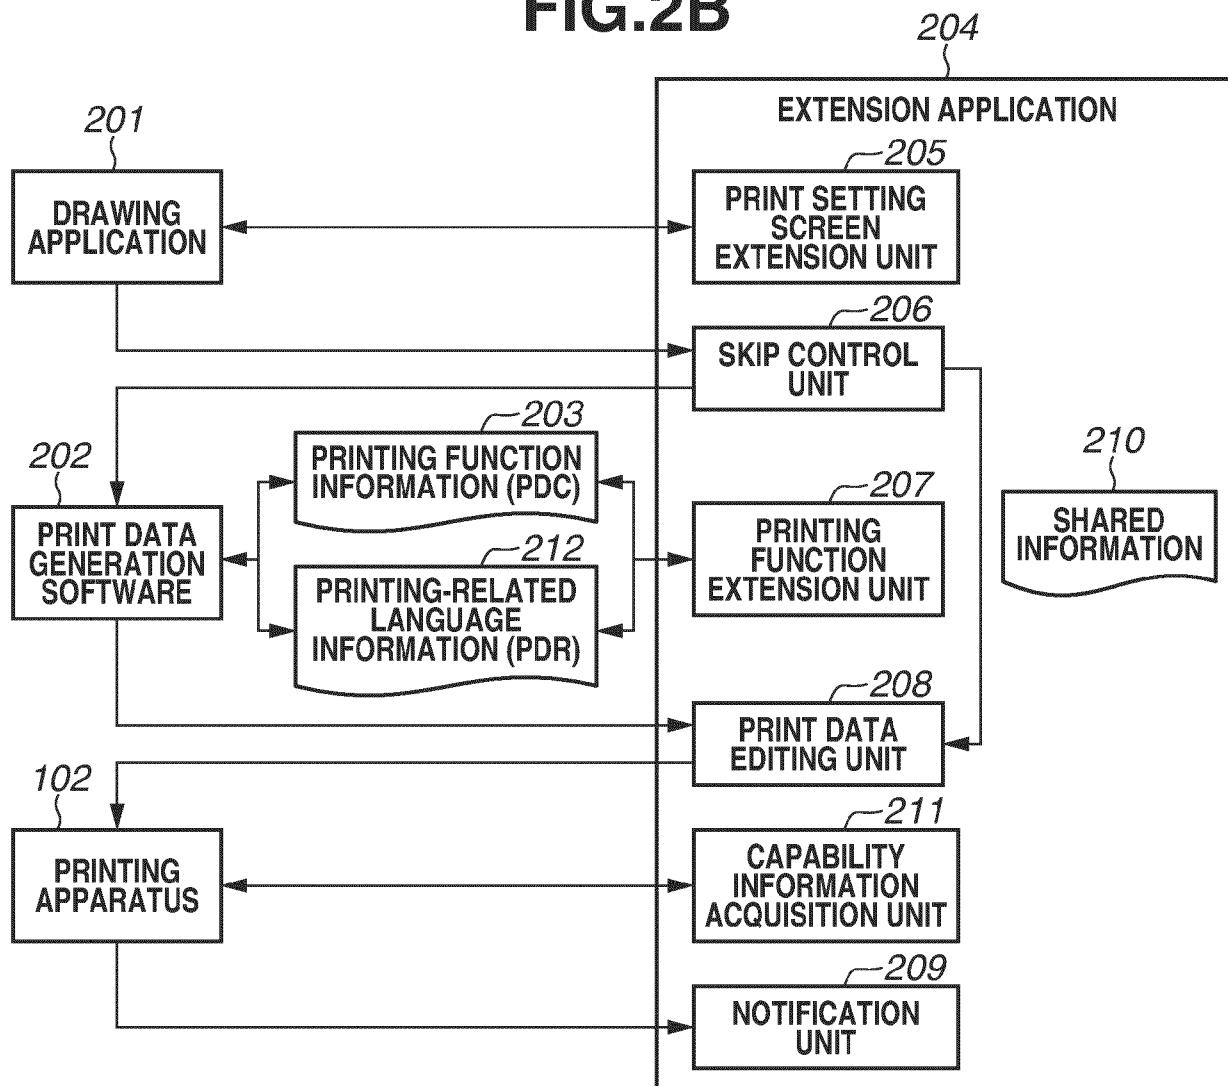 FIG.2B
204
EXTENSION APPLICATION
201
DRAWING
APPLICATION
205
PRINT SETTING
SCREEN
EXTENSION UNIT
206
SKIP CONTROL
UNIT
203
PRINTING FUNCTION
INFORMATION (PDC)
202
PRINT DATA
GENERATION
SOFTWARE
212
PRINTING-RELATED
LANGUAGE
INFORMATION (PDR)
207
PRINTING
FUNCTION
EXTENSION UNIT
210
SHARED
INFORMATION
208
PRINT DATA
EDITING UNIT
102
PRINTING
APPARATUS
211
CAPABILITY
INFORMATION
ACQUISITION UNIT
209
NOTIFICATION
UNIT